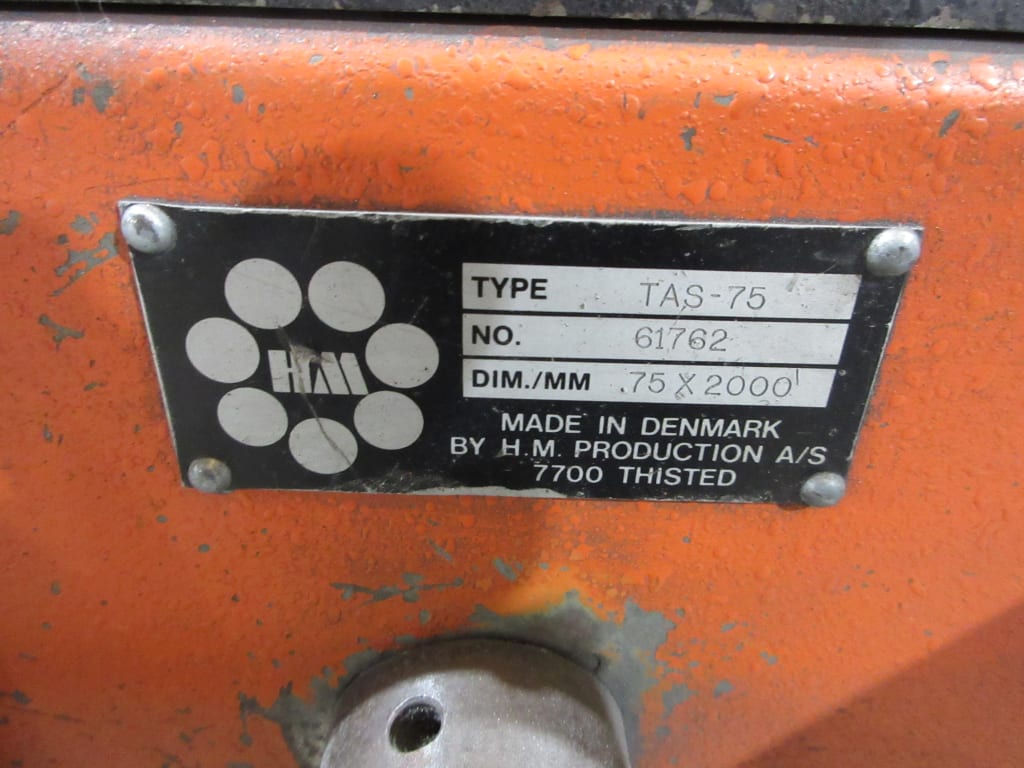 HM
TYPE TAS-75
NO. 61762
DIM./MM .75 X 2000
MADE IN DENMARK
BY H.M. PRODUCTION A/S
7700 THISTED